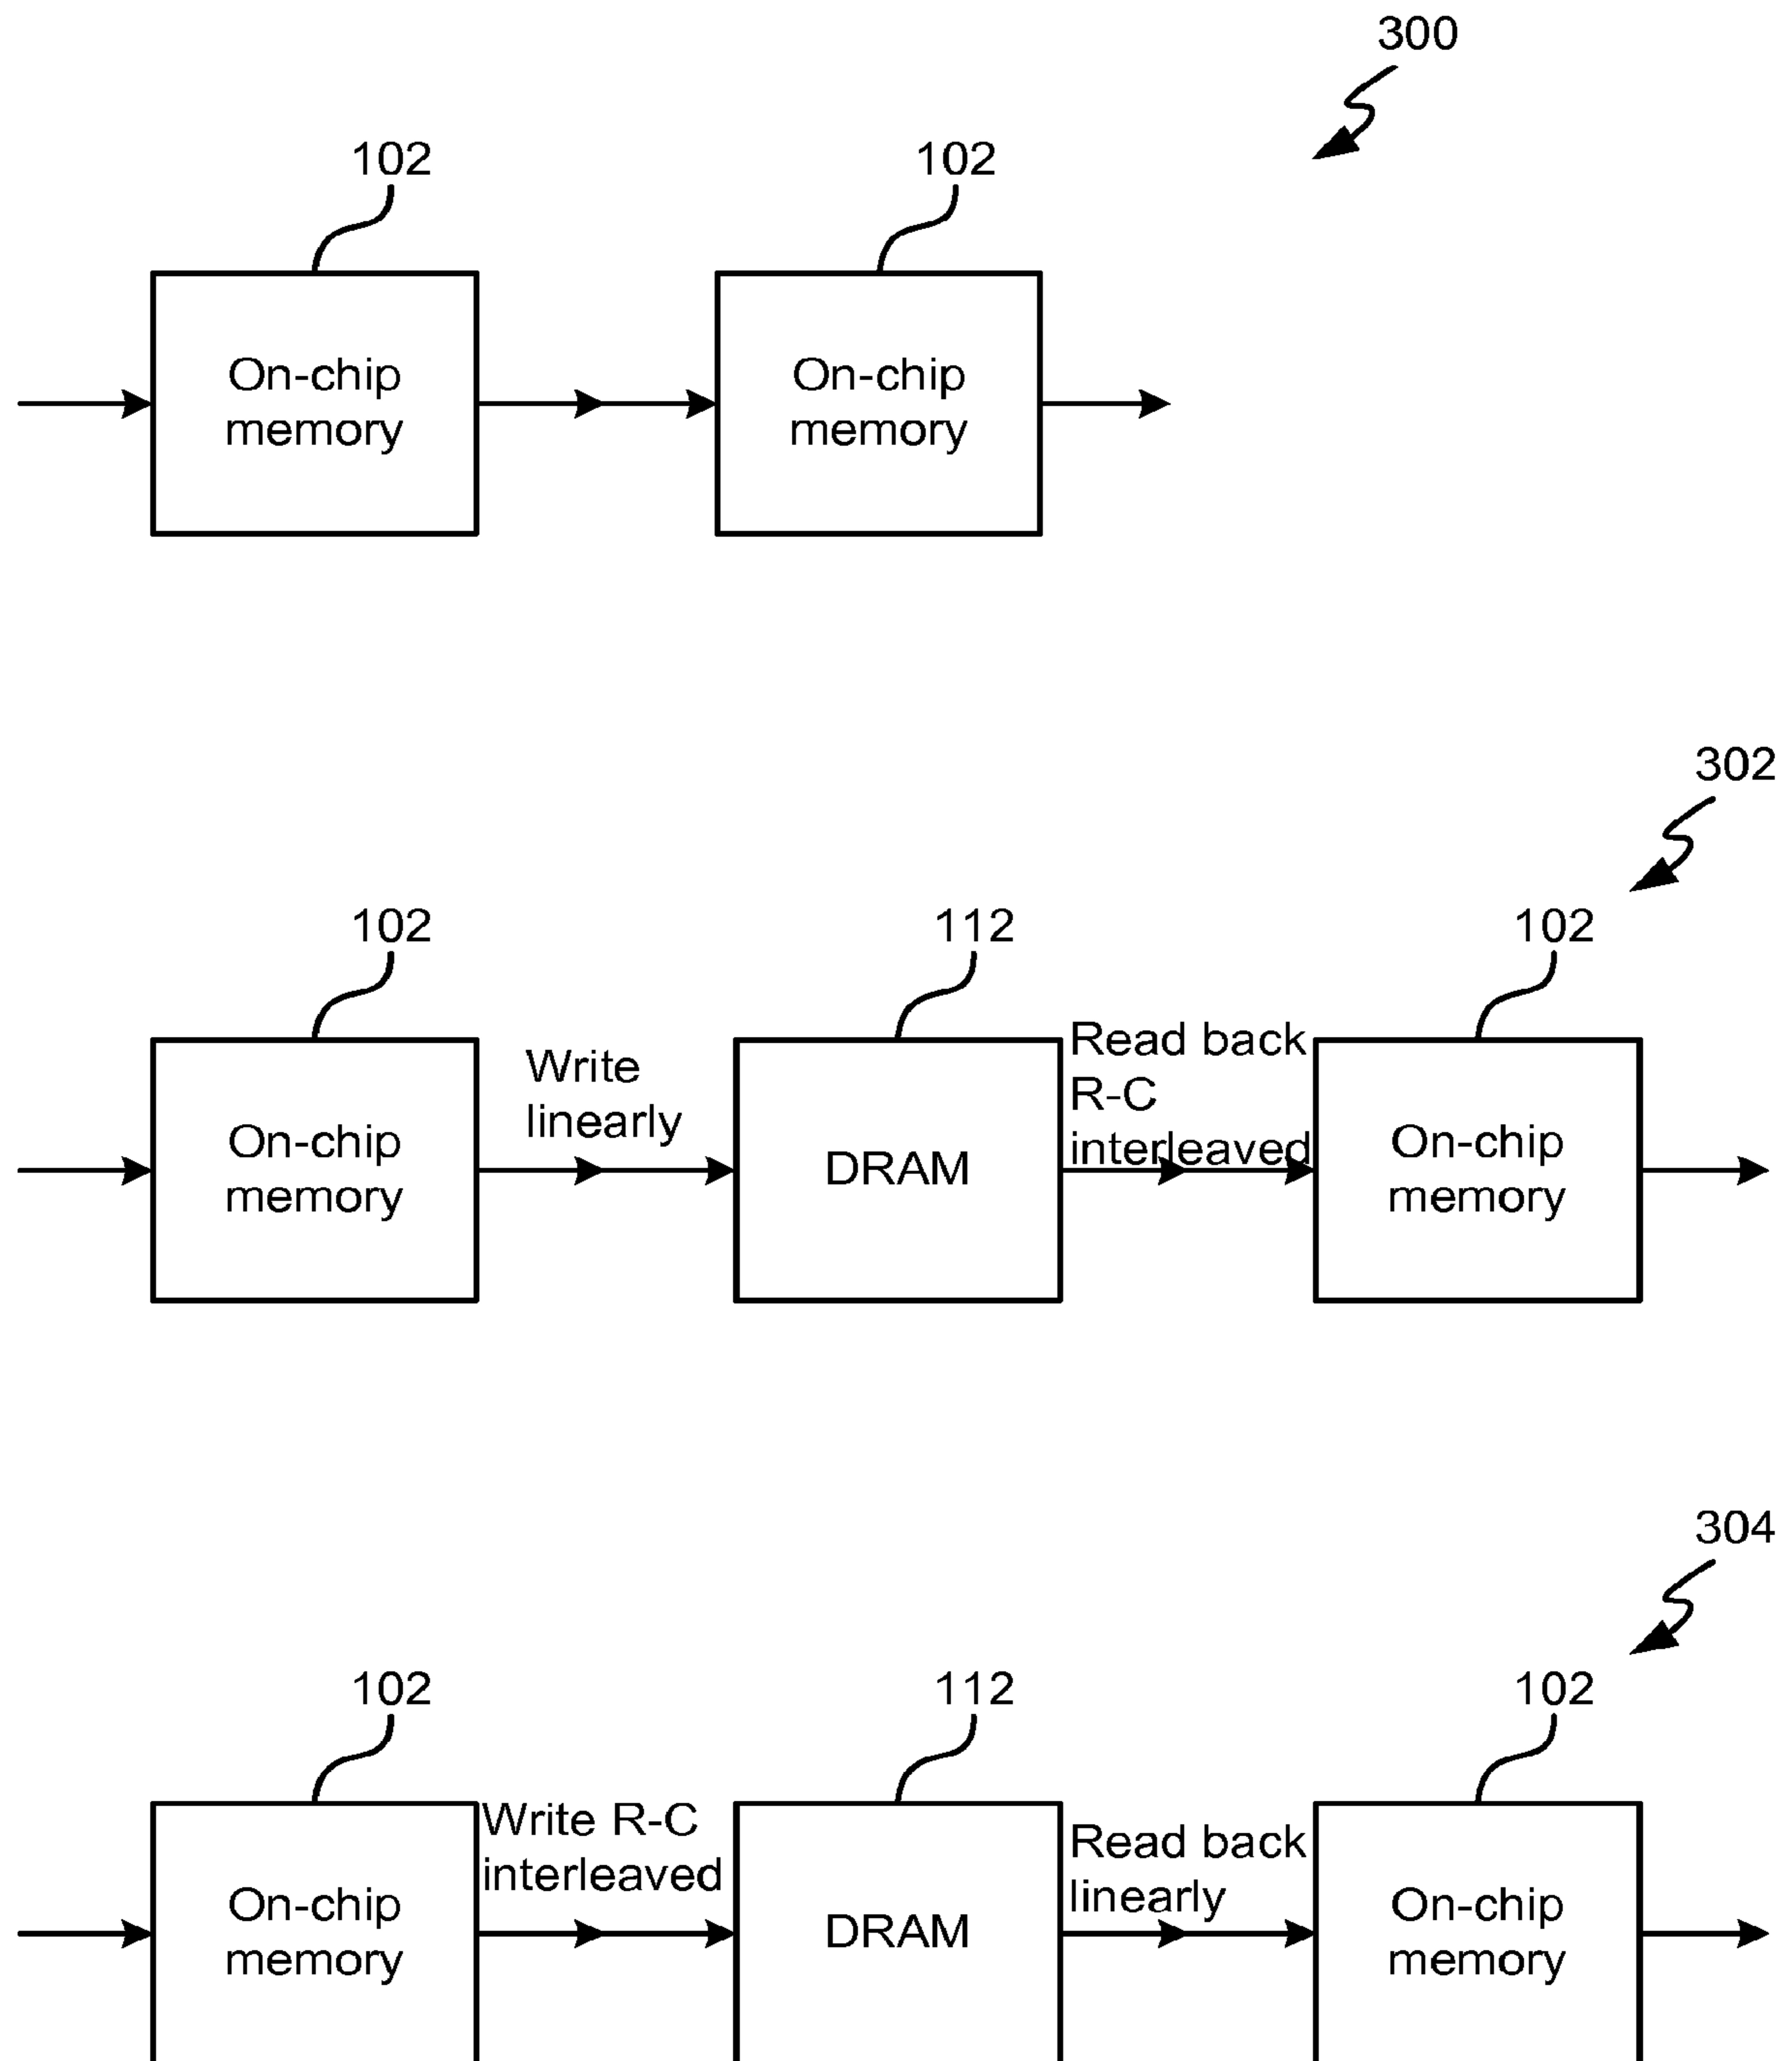 300
102
102
On-chip
memory
On-chip
memory
302
102
112
102
Write
linearly
Read back
R-C
interleaved
On-chip
memory
DRAM
On-chip
memory
304
102
112
102
Write R-C
interleaved
Read back
linearly
On-chip
memory
DRAM
On-chip
memory